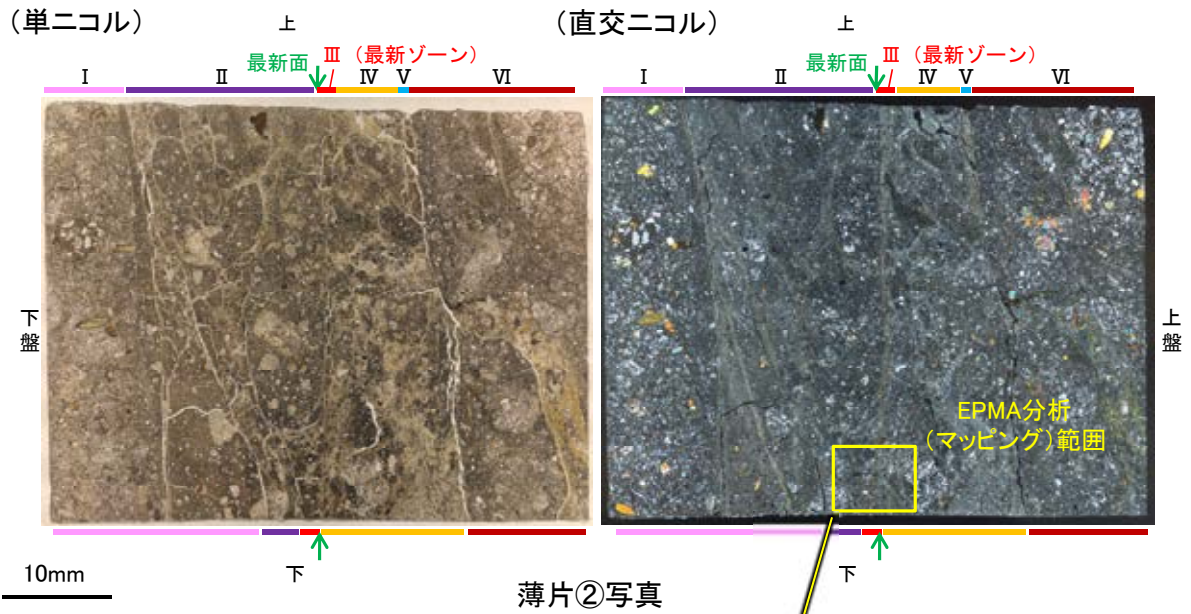 (単ニコル)
上
最新面
Ⅲ(最新ゾーン)
Ⅰ
Ⅱ
Ⅳ
Ⅴ
Ⅵ
下盤
下
10mm
(直交ニコル)
上
最新面
Ⅲ(最新ゾーン)
Ⅰ
Ⅱ
Ⅳ
Ⅴ
Ⅵ
上盤
EPMA分析
(マッピング)範囲
下
薄片②写真